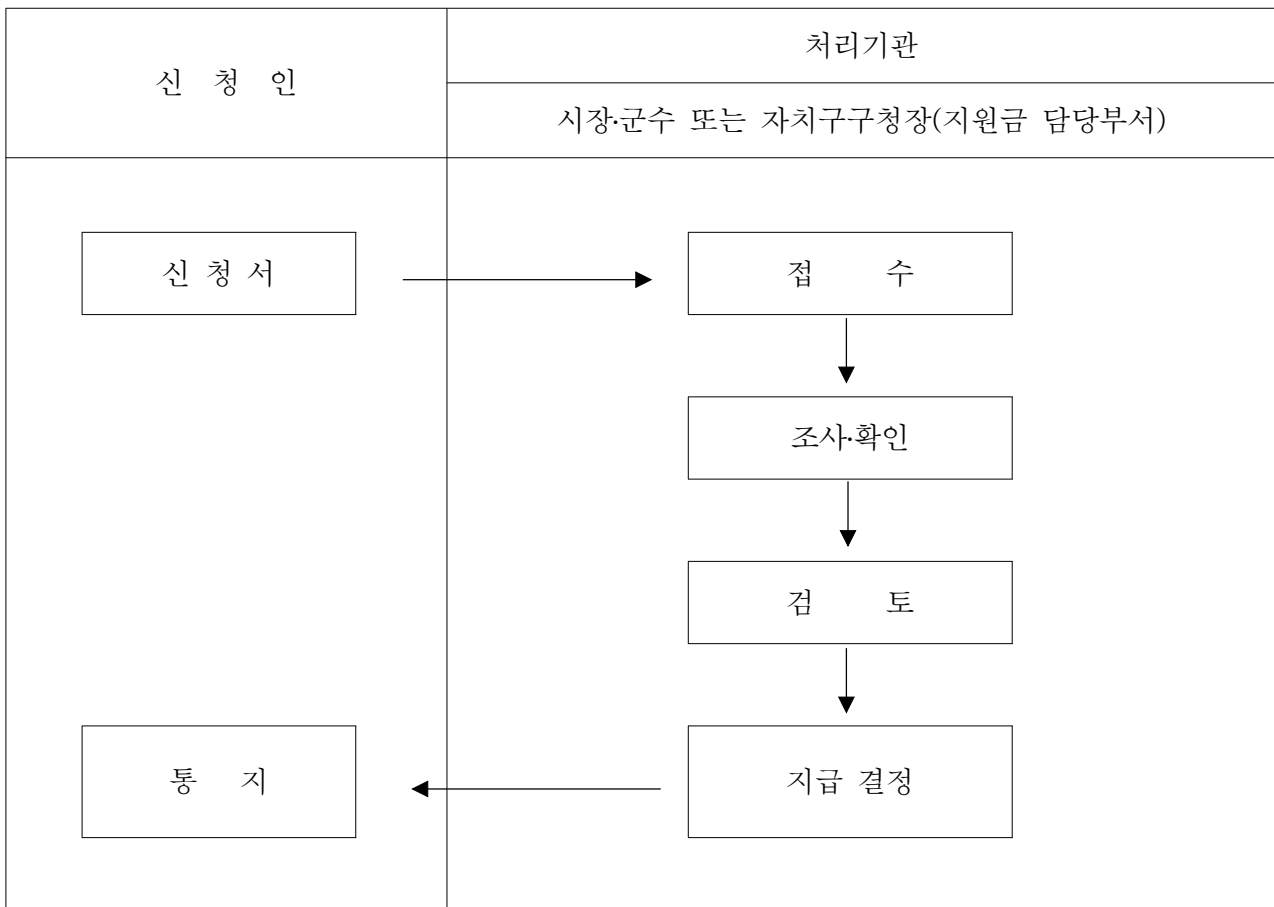 신 청 인
처리기관
시장·군수 또는 자치구구청장(지원금 담당부서)
신 청 서
접 수
조사·확인
검 토
통 지
지급 결정